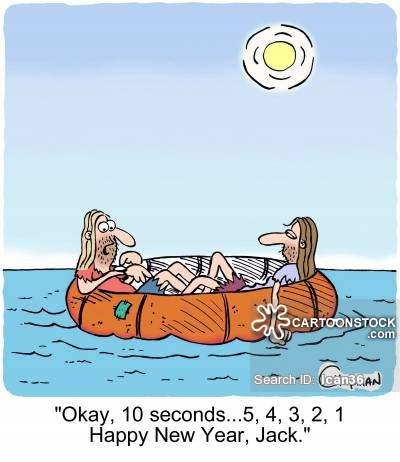 CARTOONSTOCK
.com
Search ID: lcan36
"Okay, 10 seconds...5, 4, 3, 2, 1
Happy New Year, Jack."